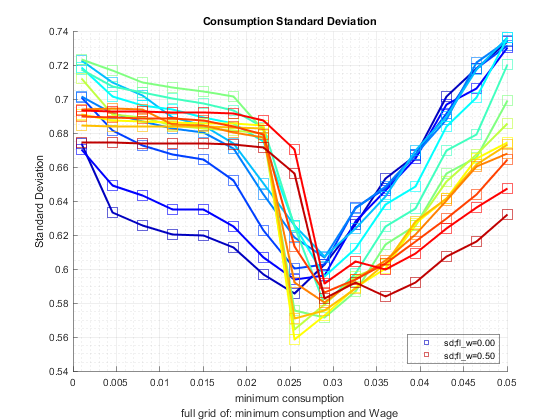 Consumption Standard Deviation
0.74
0.72
0.7
0.68
0.66
0.64
0.62
0.6
0.58
0.56
0.54
Standard Deviation
sd;fl_w=0.00
sd;fl_w=0.50
0 0.005 0.01 0.015 0.02 0.025 0.03 0.035 0.04 0.045 0.05
minimum consumption
full grid of: minimum consumption and Wage